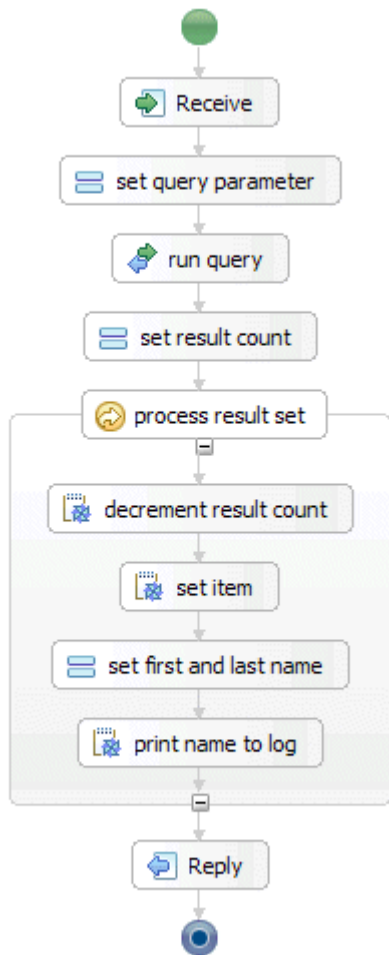 Receive
set query parameter
run query
set result count
process result set
decrement result count
set item
set first and last name
print name to log
Reply